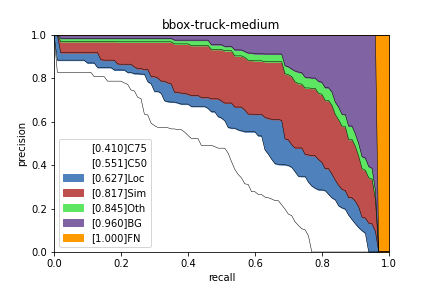 bbox-truck-medium
precision
1.0
0.8
0.6
0.4
0.2
0.0
[0.410]C75
[0.551]C50
[0.627]Loc
[0.817]Sim
[0.845]Oth
[0.960]BG
[1.000]FN
0.0 0.2 0.4 0.6 0.8 1.0
recall